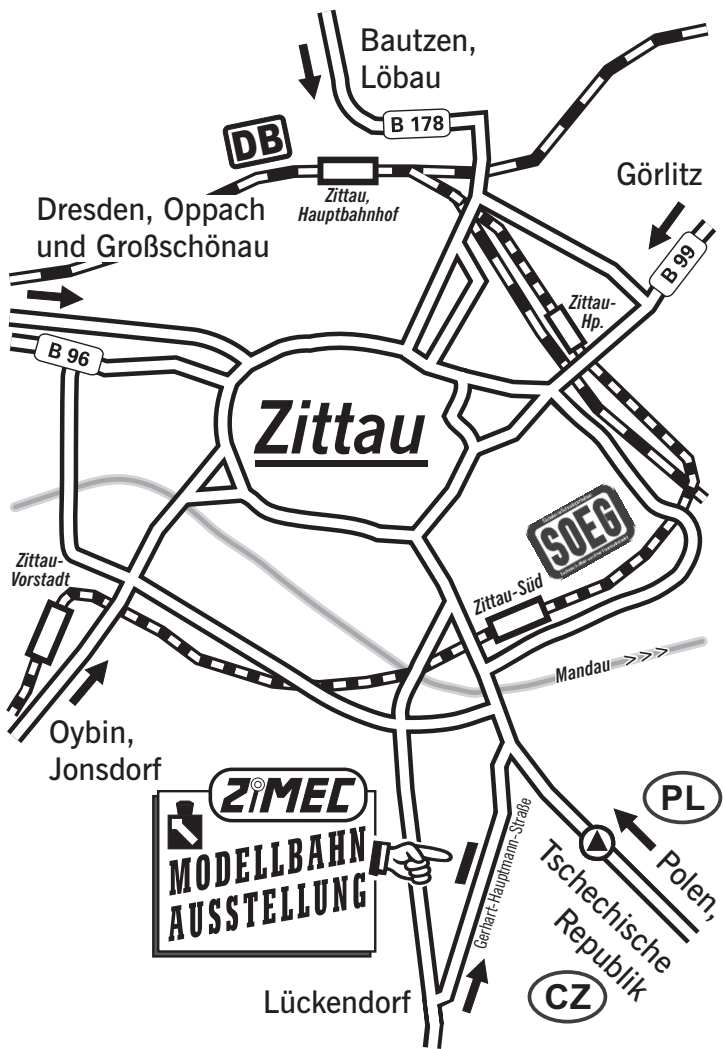 Bautzen,
Löbau
B 178
DB
Zittau,
Hauptbahnhof
Görlitz
Dresden, Oppach
und Großschönau
B 99
Zittau-
Hp.
B 96
Zittau
SOEG
Zittau-
Vorstadt
Zittau-Süd
Mandau >>>
Oybin,
Jonsdorf
ZiMEC
MODELLBAHN
AUSSTELLUNG
Gerhart-Hauptmann-Straße
PL
Polen,
Tschechische
Republik
CZ
Lückendorf